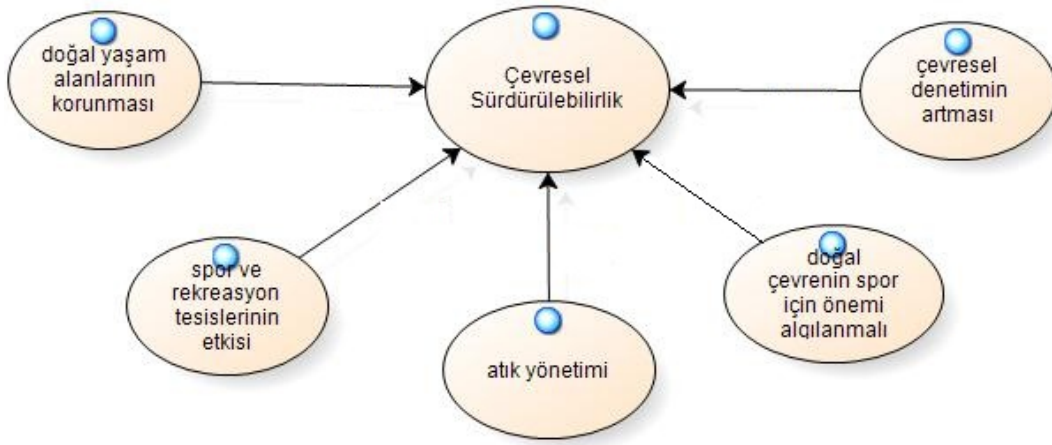 doğal yaşam
alanlarının
korunması
Çevresel
Sürdürülebilirlik
çevresel
denetimin
artması
spor ve
rekreasyon
tesislerinin
etkisi
atık yönetimi
doğal
çevrenin spor
için önemi
algılanmalı